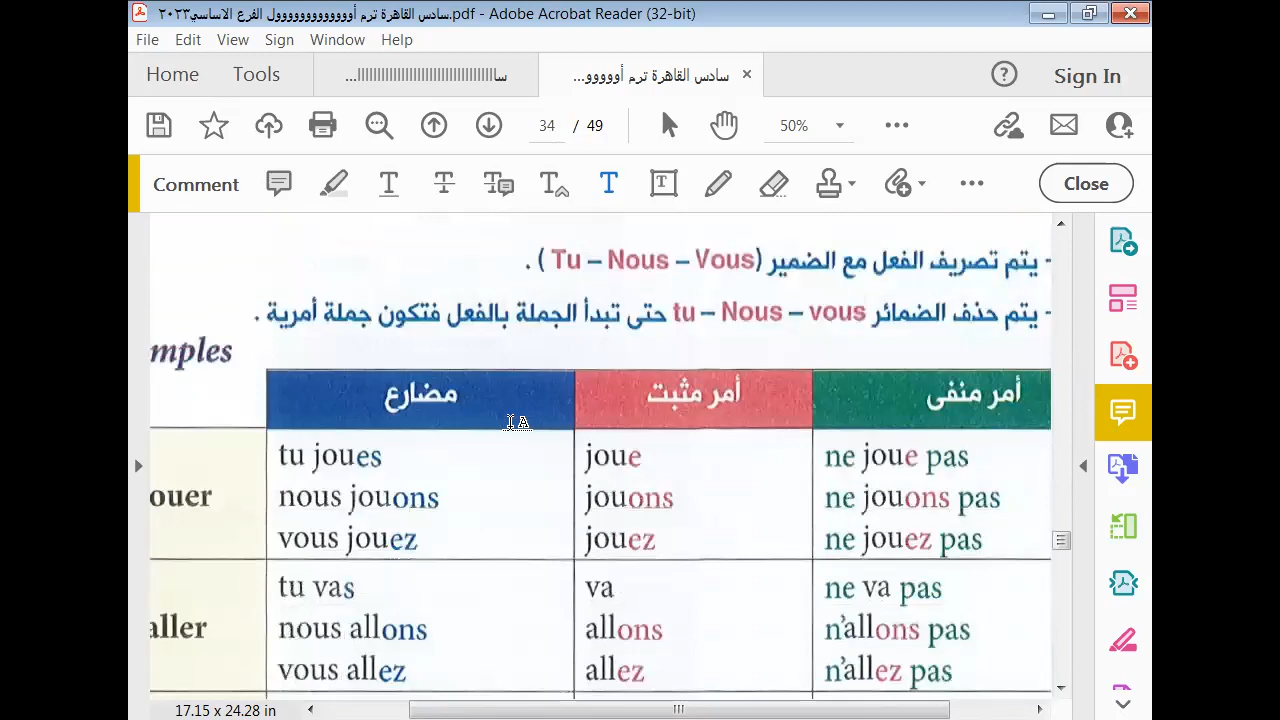 سادس القاهرة ترم أوووووووووووووول الفرع الاساسي٢٠٢٣.pdf - Adobe Acrobat Reader (32-bit)
File Edit View Sign Window Help
Home Tools ...سااااااااااااااااااااااااااااااااا ...سادس القاهرة ترم أووووو Sign In
34 / 49 50%
Comment T T T T T T Close
- يتم تصريف الفعل مع الضمير (Tu – Nous – Vous ) .
- يتم حذف الضمائر tu – Nous – vous حتى تبدأ الجملة بالفعل فتكون جملة أمرية .
mples
مضارع أمر مثبت أمر منفى
tu joues joue ne joue pas
ouer nous jouons jouons ne jouons pas
vous jouez jouez ne jouez pas
tu vas va ne va pas
aller nous allons allons n'allons pas
vous allez allez n'allez pas
17.15 x 24.28 in